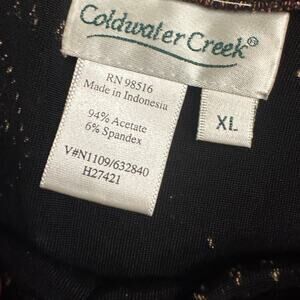 Coldwater Creek®
RN 98516
Made in Indonesia
94% Acetate
6% Spandex
V#N1109/632840
H27421
XL